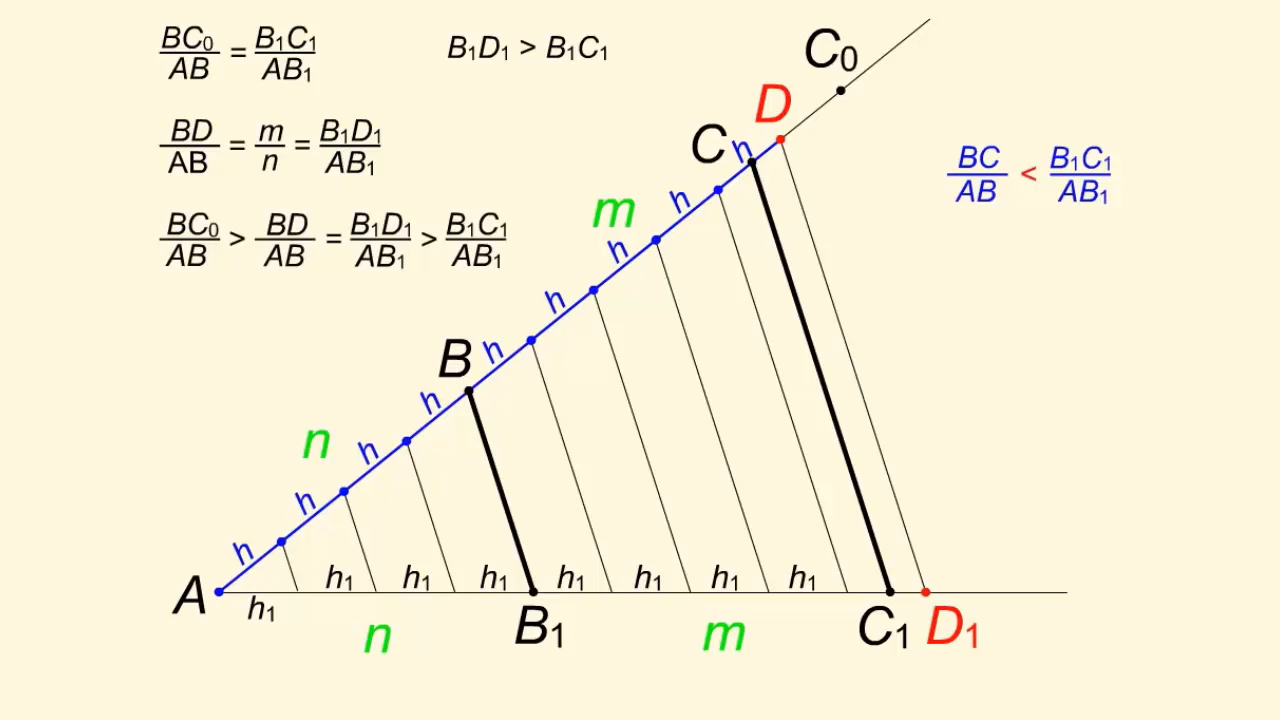 BC₀/AB = B₁C₁/AB₁
B₁D₁ > B₁C₁
C₀
D
C
BD/AB = m/n = B₁D₁/AB₁
BC/AB < B₁C₁/AB₁
h
h
m
BC₀/AB > BD/AB = B₁D₁/AB₁ > B₁C₁/AB₁
h
h
B
h
h
n
h
h
h
A
h₁
h₁
h₁
h₁
h₁
h₁
h₁
h₁
n
B₁
m
C₁
D₁